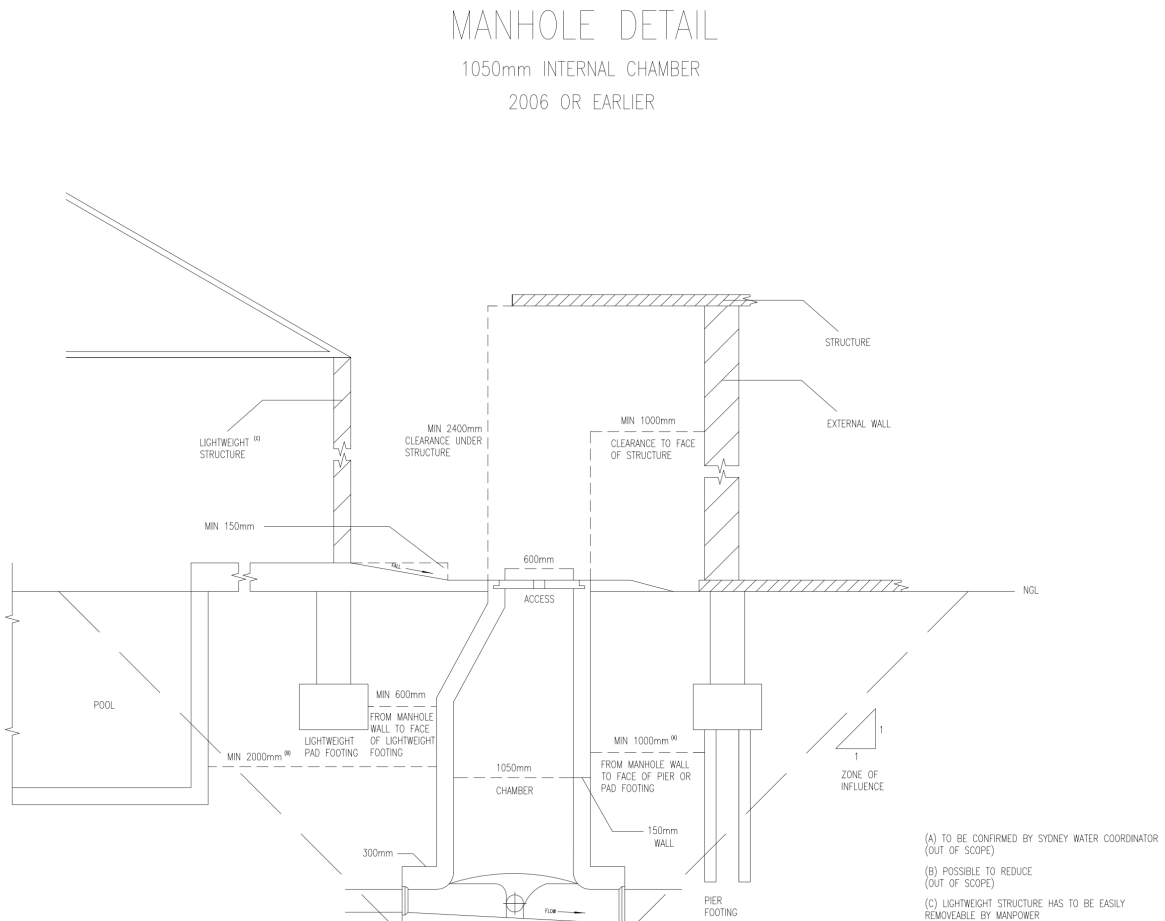 MANHOLE DETAIL
1050mm INTERNAL CHAMBER
2006 OR EARLIER
STRUCTURE
EXTERNAL WALL
MIN 1000mm
CLEARANCE TO FACE
OF STRUCTURE
MIN 2400mm
CLEARANCE UNDER
STRUCTURE
LIGHTWEIGHT (C)
STRUCTURE
MIN 150mm
FALL
600mm
ACCESS
NGL
POOL
MIN 600mm
FROM MANHOLE
WALL TO FACE
OF LIGHTWEIGHT
FOOTING
LIGHTWEIGHT
PAD FOOTING
MIN 2000mm (B)
MIN 1000mm (A)
FROM MANHOLE WALL
TO FACE OF PIER OR
PAD FOOTING
1050mm
CHAMBER
1
1
ZONE OF
INFLUENCE
150mm
WALL
300mm
FLOW
PIER
FOOTING
(A) TO BE CONFIRMED BY SYDNEY WATER COORDINATOR
(OUT OF SCOPE)
(B) POSSIBLE TO REDUCE
(OUT OF SCOPE)
(C) LIGHTWEIGHT STRUCTURE HAS TO BE EASILY
REMOVEABLE BY MANPOWER